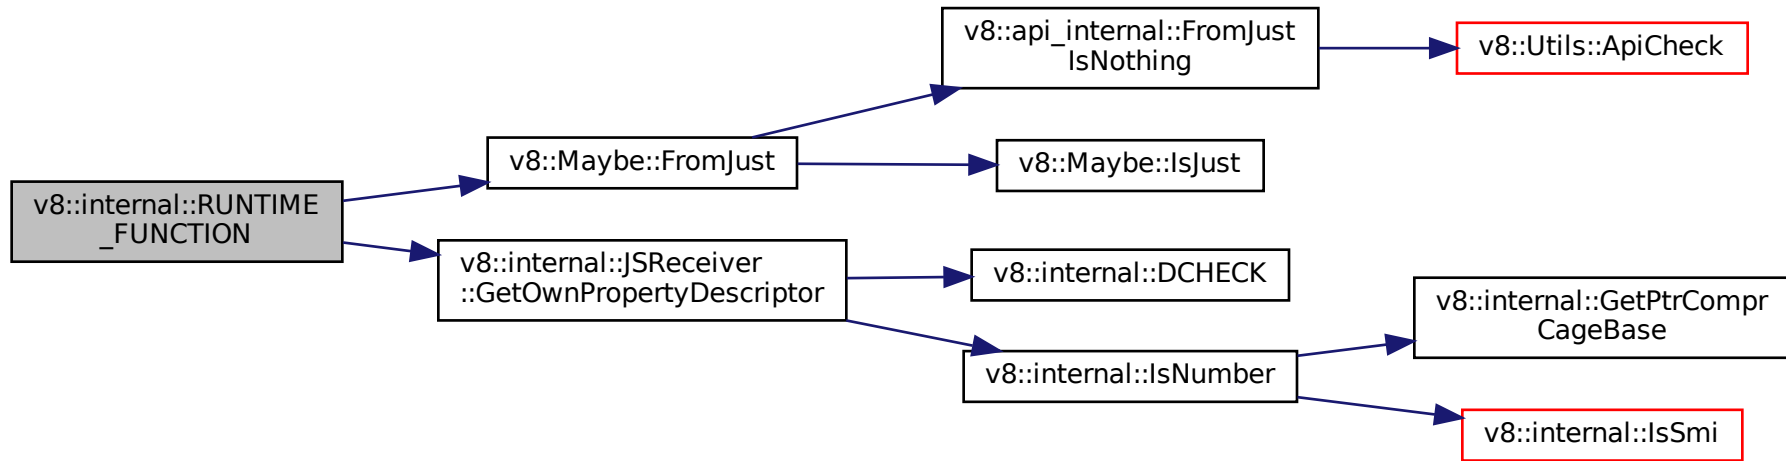 v8::api_internal::FromJust
IsNothing
v8::Utils::ApiCheck
v8::Maybe::FromJust
v8::Maybe::IsJust
v8::internal::RUNTIME
_FUNCTION
v8::internal::JSReceiver
::GetOwnPropertyDescriptor
v8::internal::DCHECK
v8::internal::GetPtrCompr
CageBase
v8::internal::IsNumber
v8::internal::IsSmi